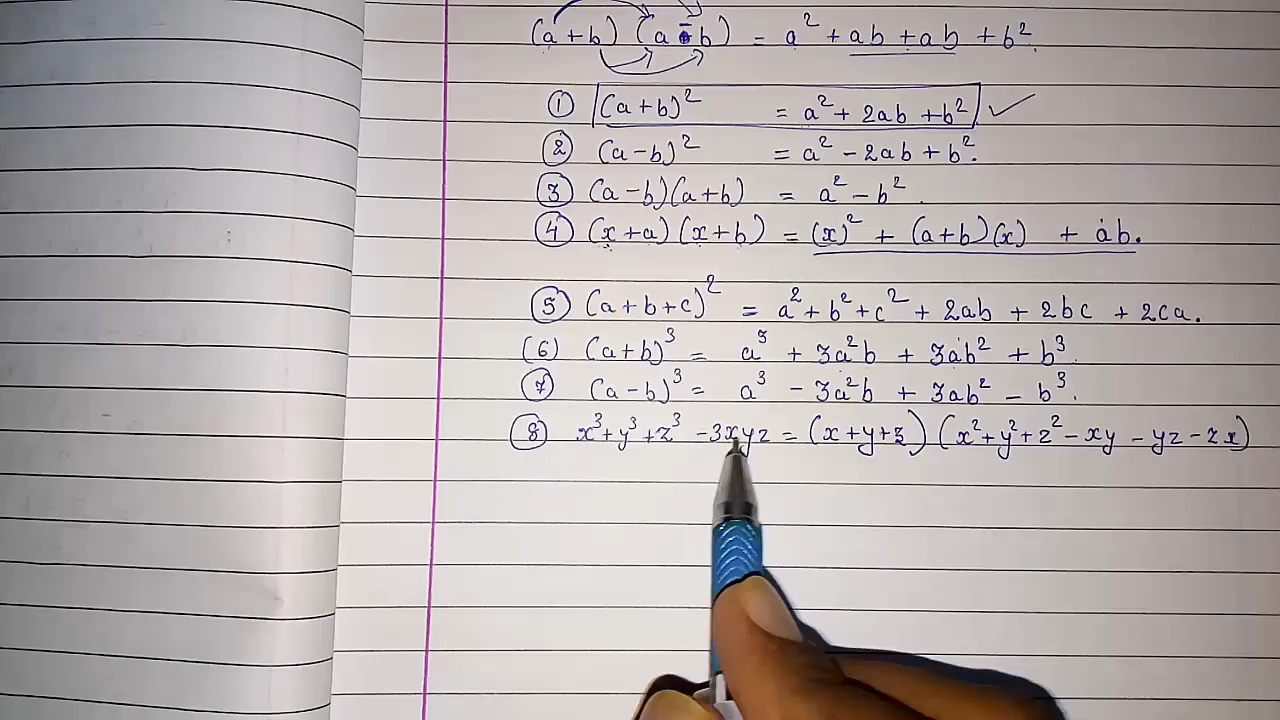 (a + b) (a - b) = a² + ab + ab + b².
① (a+b)² = a² + 2ab + b² ✓
② (a-b)² = a² - 2ab + b².
③ (a-b)(a+b) = a² - b².
④ (x+a)(x+b) = (x)² + (a+b)(x) + ab.
⑤ (a+b+c)² = a² + b² + c² + 2ab + 2bc + 2ca.
(6) (a+b)³ = a³ + 3a²b + 3ab² + b³.
⑦ (a-b)³ = a³ - 3a²b + 3ab² - b³.
⑧ x³+y³+z³ -3xyz = (x+y+z) (x²+y²+z²-xy-yz-zx)